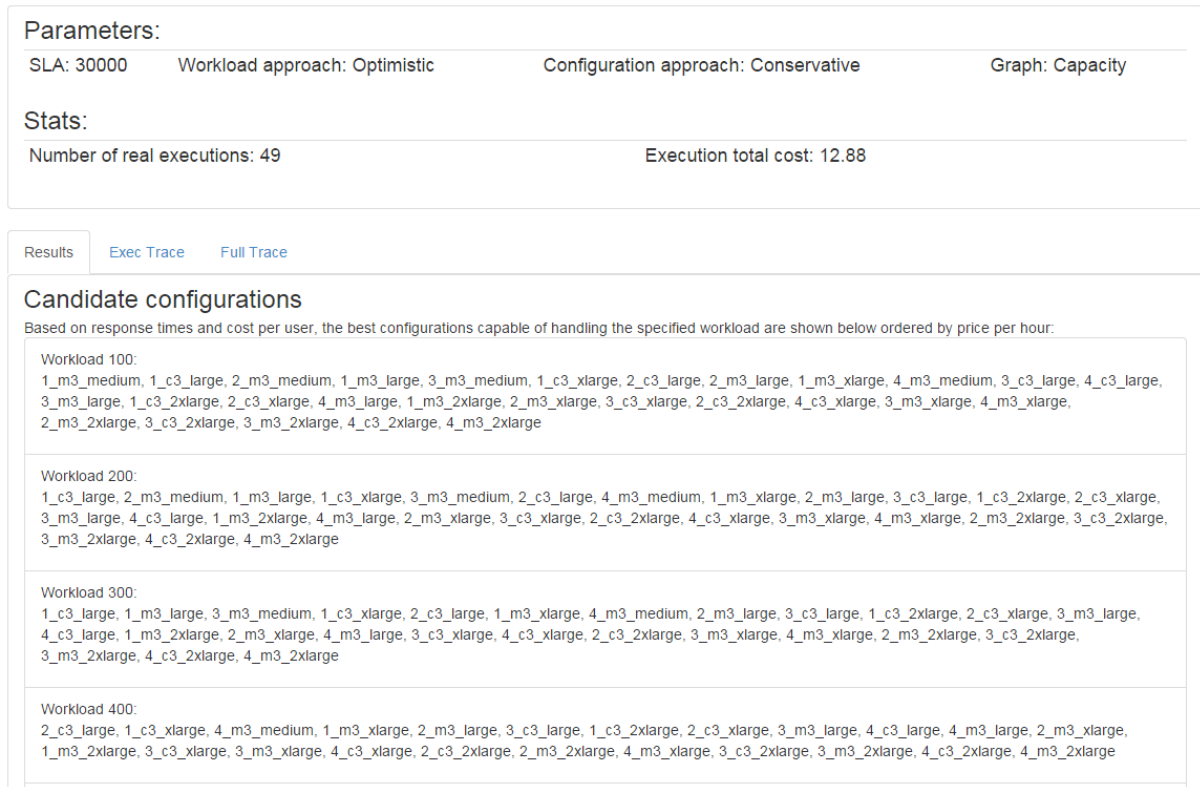 Parameters:
SLA: 30000 Workload approach: Optimistic Configuration approach: Conservative Graph: Capacity
Stats:
Number of real executions: 49 Execution total cost: 12.88
Results Exec Trace Full Trace
Candidate configurations
Based on response times and cost per user, the best configurations capable of handling the specified workload are shown below ordered by price per hour:
Workload 100:
1_m3_medium, 1_c3_large, 2_m3_medium, 1_m3_large, 3_m3_medium, 1_c3_xlarge, 2_c3_large, 2_m3_large, 1_m3_xlarge, 4_m3_medium, 3_c3_large, 4_c3_large,
3_m3_large, 1_c3_2xlarge, 2_c3_xlarge, 4_m3_large, 1_m3_2xlarge, 2_m3_xlarge, 3_c3_xlarge, 2_c3_2xlarge, 4_c3_xlarge, 3_m3_xlarge, 4_m3_xlarge,
2_m3_2xlarge, 3_c3_2xlarge, 3_m3_2xlarge, 4_c3_2xlarge, 4_m3_2xlarge
Workload 200:
1_c3_large, 2_m3_medium, 1_m3_large, 1_c3_xlarge, 3_m3_medium, 2_c3_large, 4_m3_medium, 1_m3_xlarge, 2_m3_large, 3_c3_large, 1_c3_2xlarge, 2_c3_xlarge,
3_m3_large, 4_c3_large, 1_m3_2xlarge, 4_m3_large, 2_m3_xlarge, 3_c3_xlarge, 2_c3_2xlarge, 4_c3_xlarge, 3_m3_xlarge, 4_m3_xlarge, 2_m3_2xlarge, 3_c3_2xlarge,
3_m3_2xlarge, 4_c3_2xlarge, 4_m3_2xlarge
Workload 300:
1_c3_large, 1_m3_large, 3_m3_medium, 1_c3_xlarge, 2_c3_large, 1_m3_xlarge, 4_m3_medium, 2_m3_large, 3_c3_large, 1_c3_2xlarge, 2_c3_xlarge, 3_m3_large,
4_c3_large, 1_m3_2xlarge, 2_m3_xlarge, 4_m3_large, 3_c3_xlarge, 4_c3_xlarge, 2_c3_2xlarge, 3_m3_xlarge, 4_m3_xlarge, 2_m3_2xlarge, 3_c3_2xlarge,
3_m3_2xlarge, 4_c3_2xlarge, 4_m3_2xlarge
Workload 400:
2_c3_large, 1_c3_xlarge, 4_m3_medium, 1_m3_xlarge, 2_m3_large, 3_c3_large, 1_c3_2xlarge, 2_c3_xlarge, 3_m3_large, 4_c3_large, 4_m3_large, 2_m3_xlarge,
1_m3_2xlarge, 3_c3_xlarge, 3_m3_xlarge, 4_c3_xlarge, 2_c3_2xlarge, 2_m3_2xlarge, 4_m3_xlarge, 3_c3_2xlarge, 3_m3_2xlarge, 4_c3_2xlarge, 4_m3_2xlarge